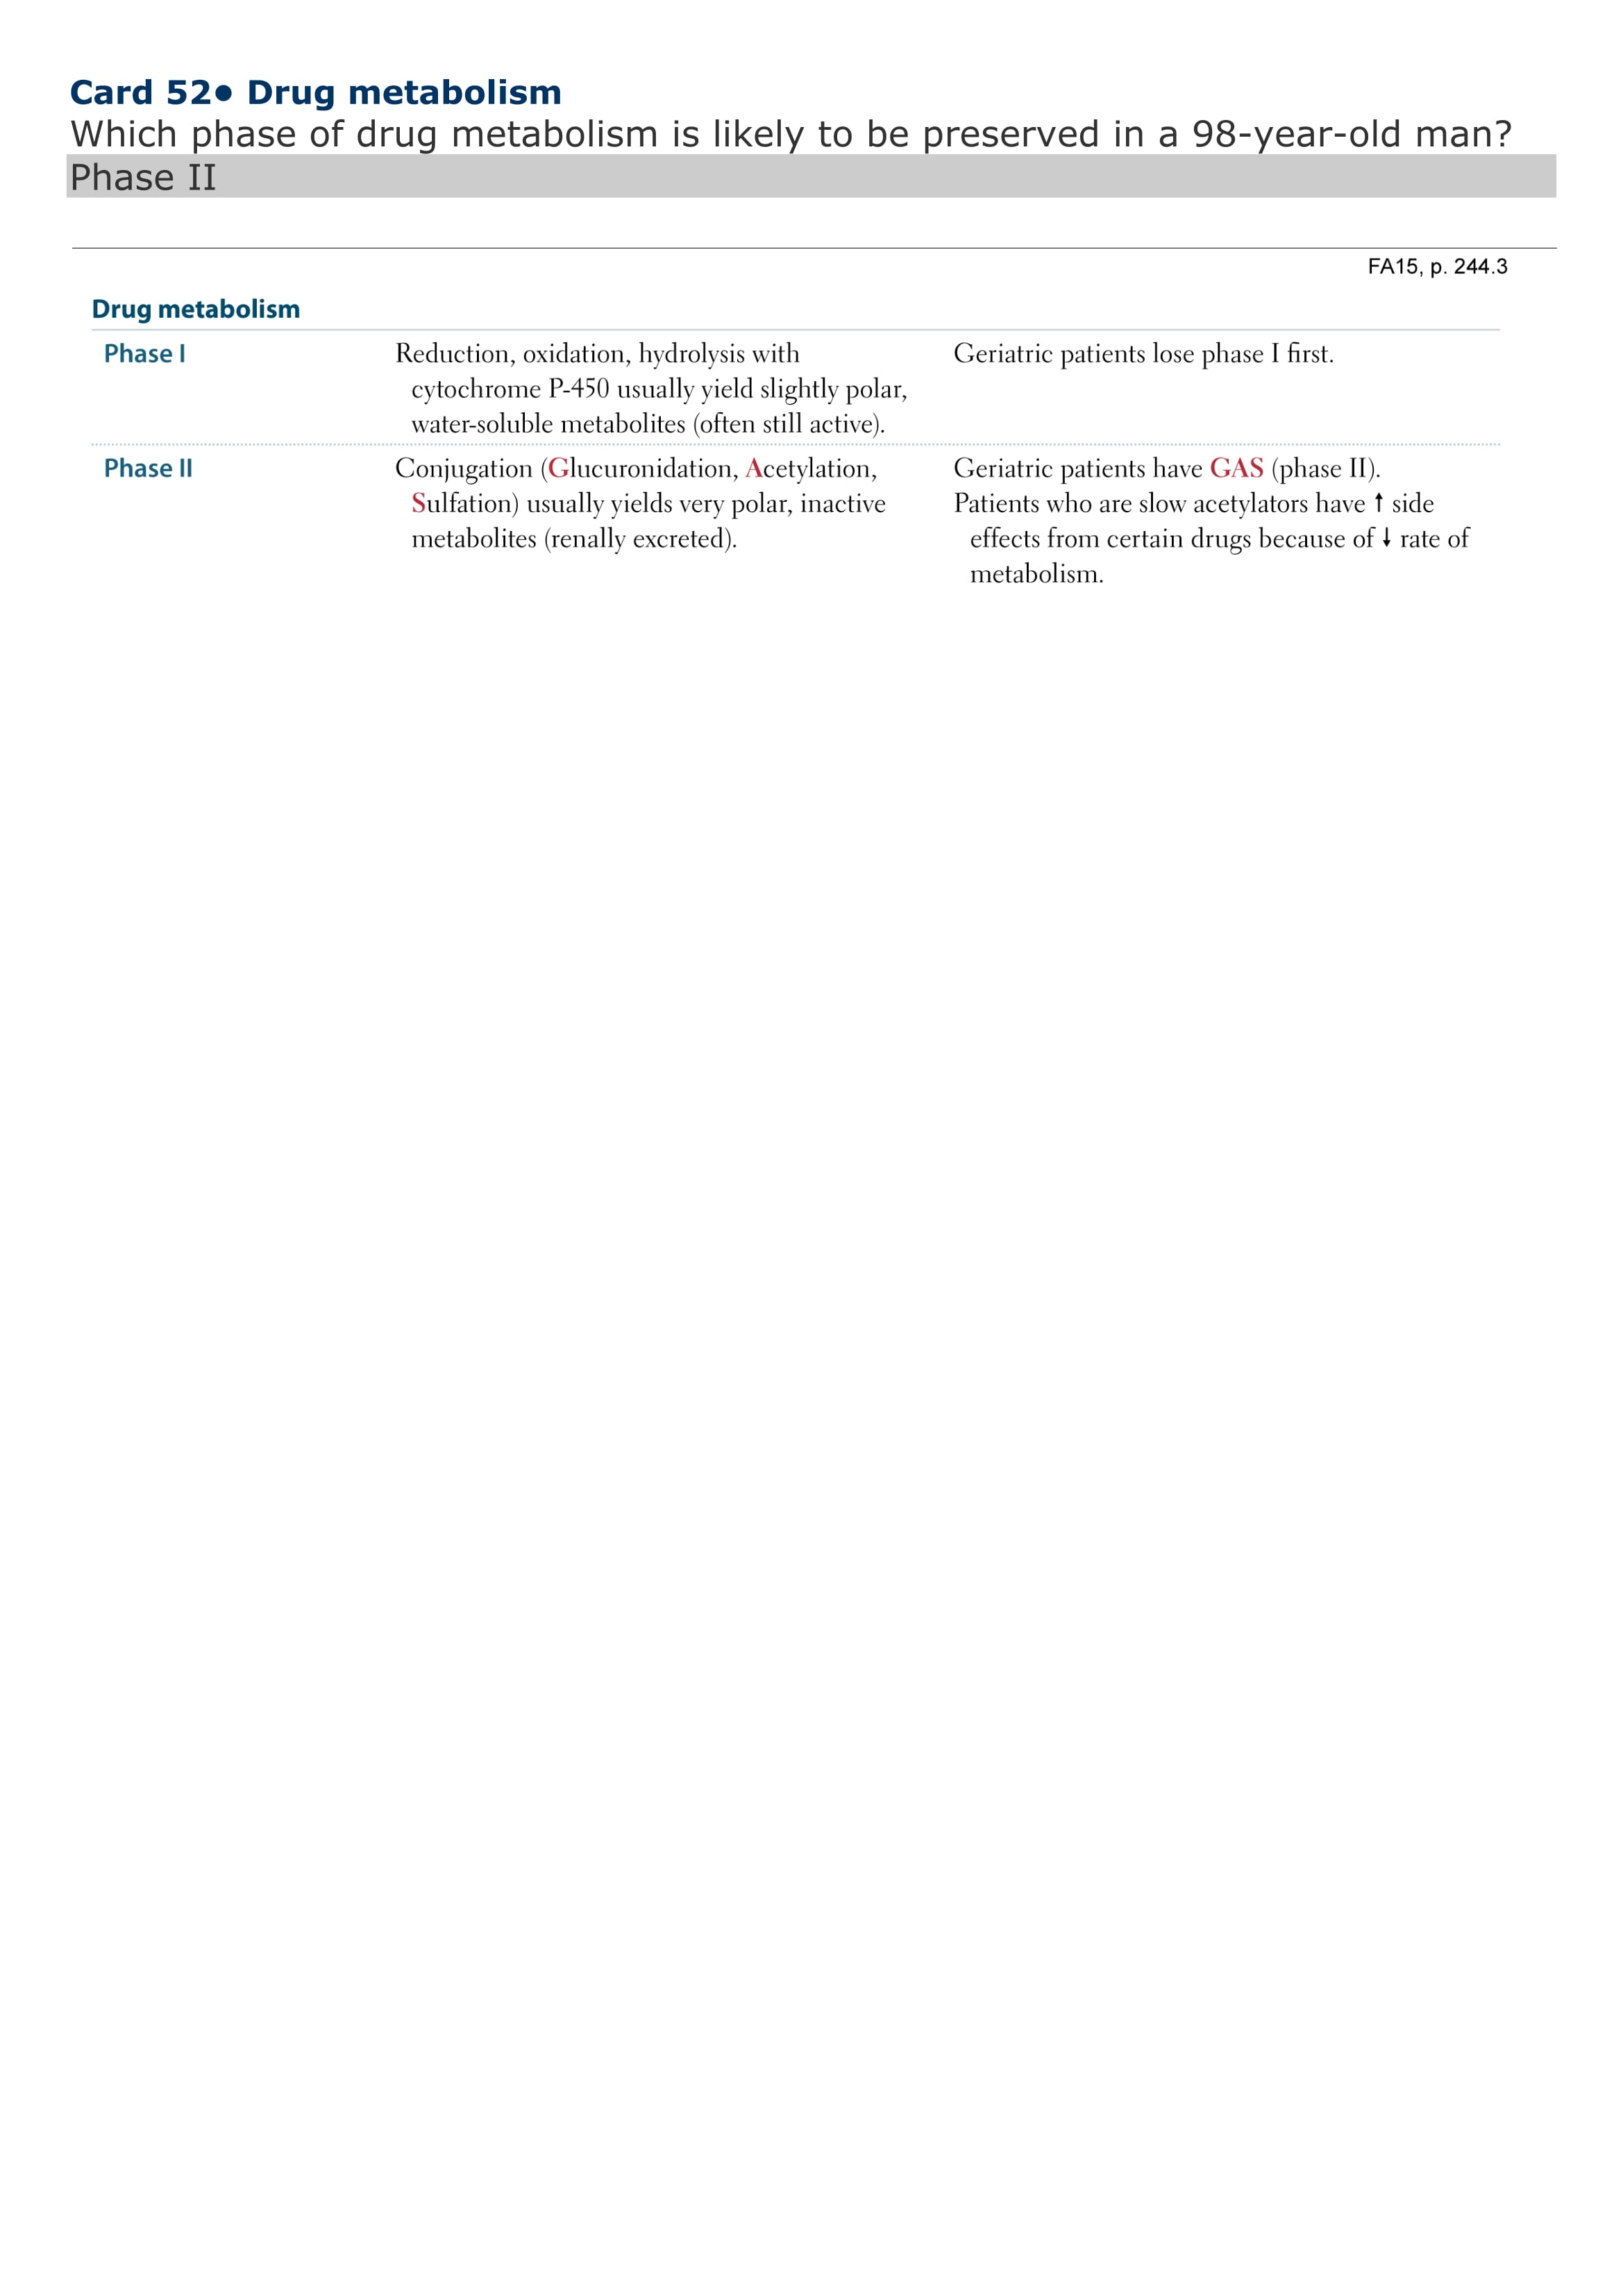 Card 52● Drug metabolism
Which phase of drug metabolism is likely to be preserved in a 98-year-old man?
Phase II
FA15, p. 244.3
Drug metabolism
Phase I
Reduction, oxidation, hydrolysis with
cytochrome P-450 usually yield slightly polar,
water-soluble metabolites (often still active).
Geriatric patients lose phase I first.
Phase II
Conjugation (Glucuronidation, Acetylation,
Sulfation) usually yields very polar, inactive
metabolites (renally excreted).
Geriatric patients have GAS (phase II).
Patients who are slow acetylators have ↑ side
effects from certain drugs because of ↓ rate of
metabolism.